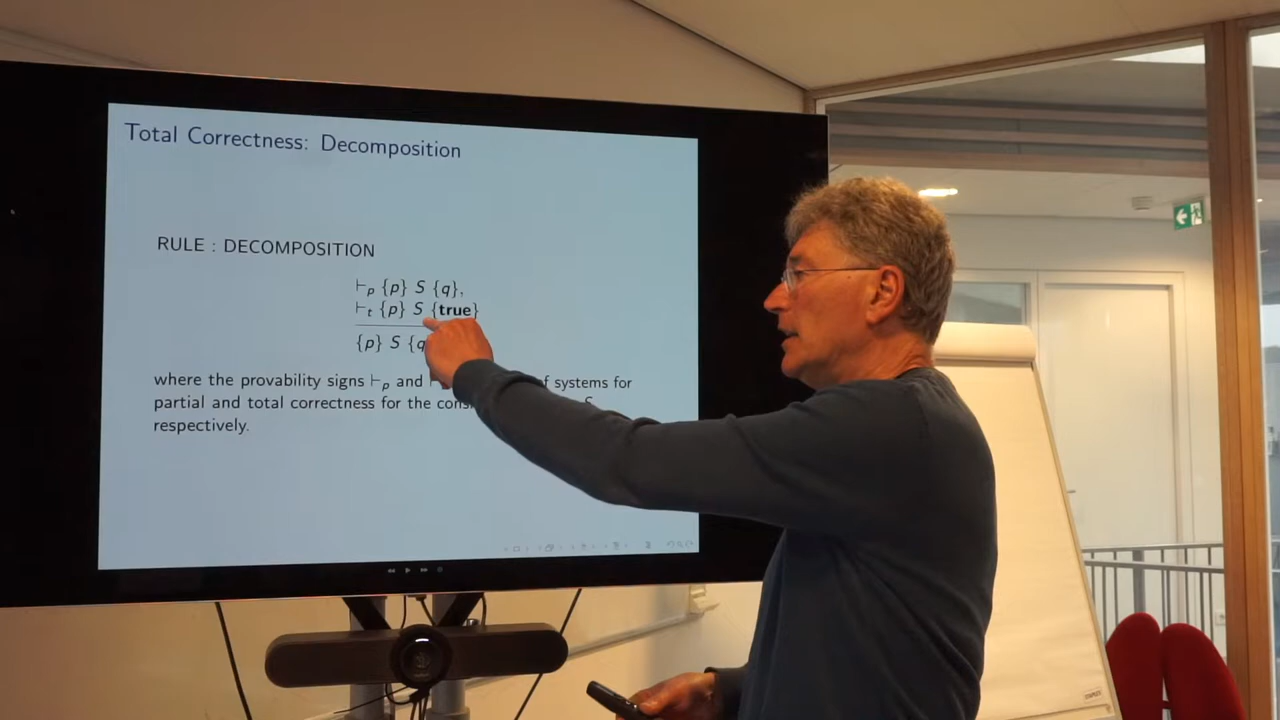 Total Correctness: Decomposition
RULE : DECOMPOSITION
⊢p {p} S {q},
⊢t {p} S {true}
{p} S {q
where the provability signs ⊢p and of systems for
partial and total correctness for the S
respectively.